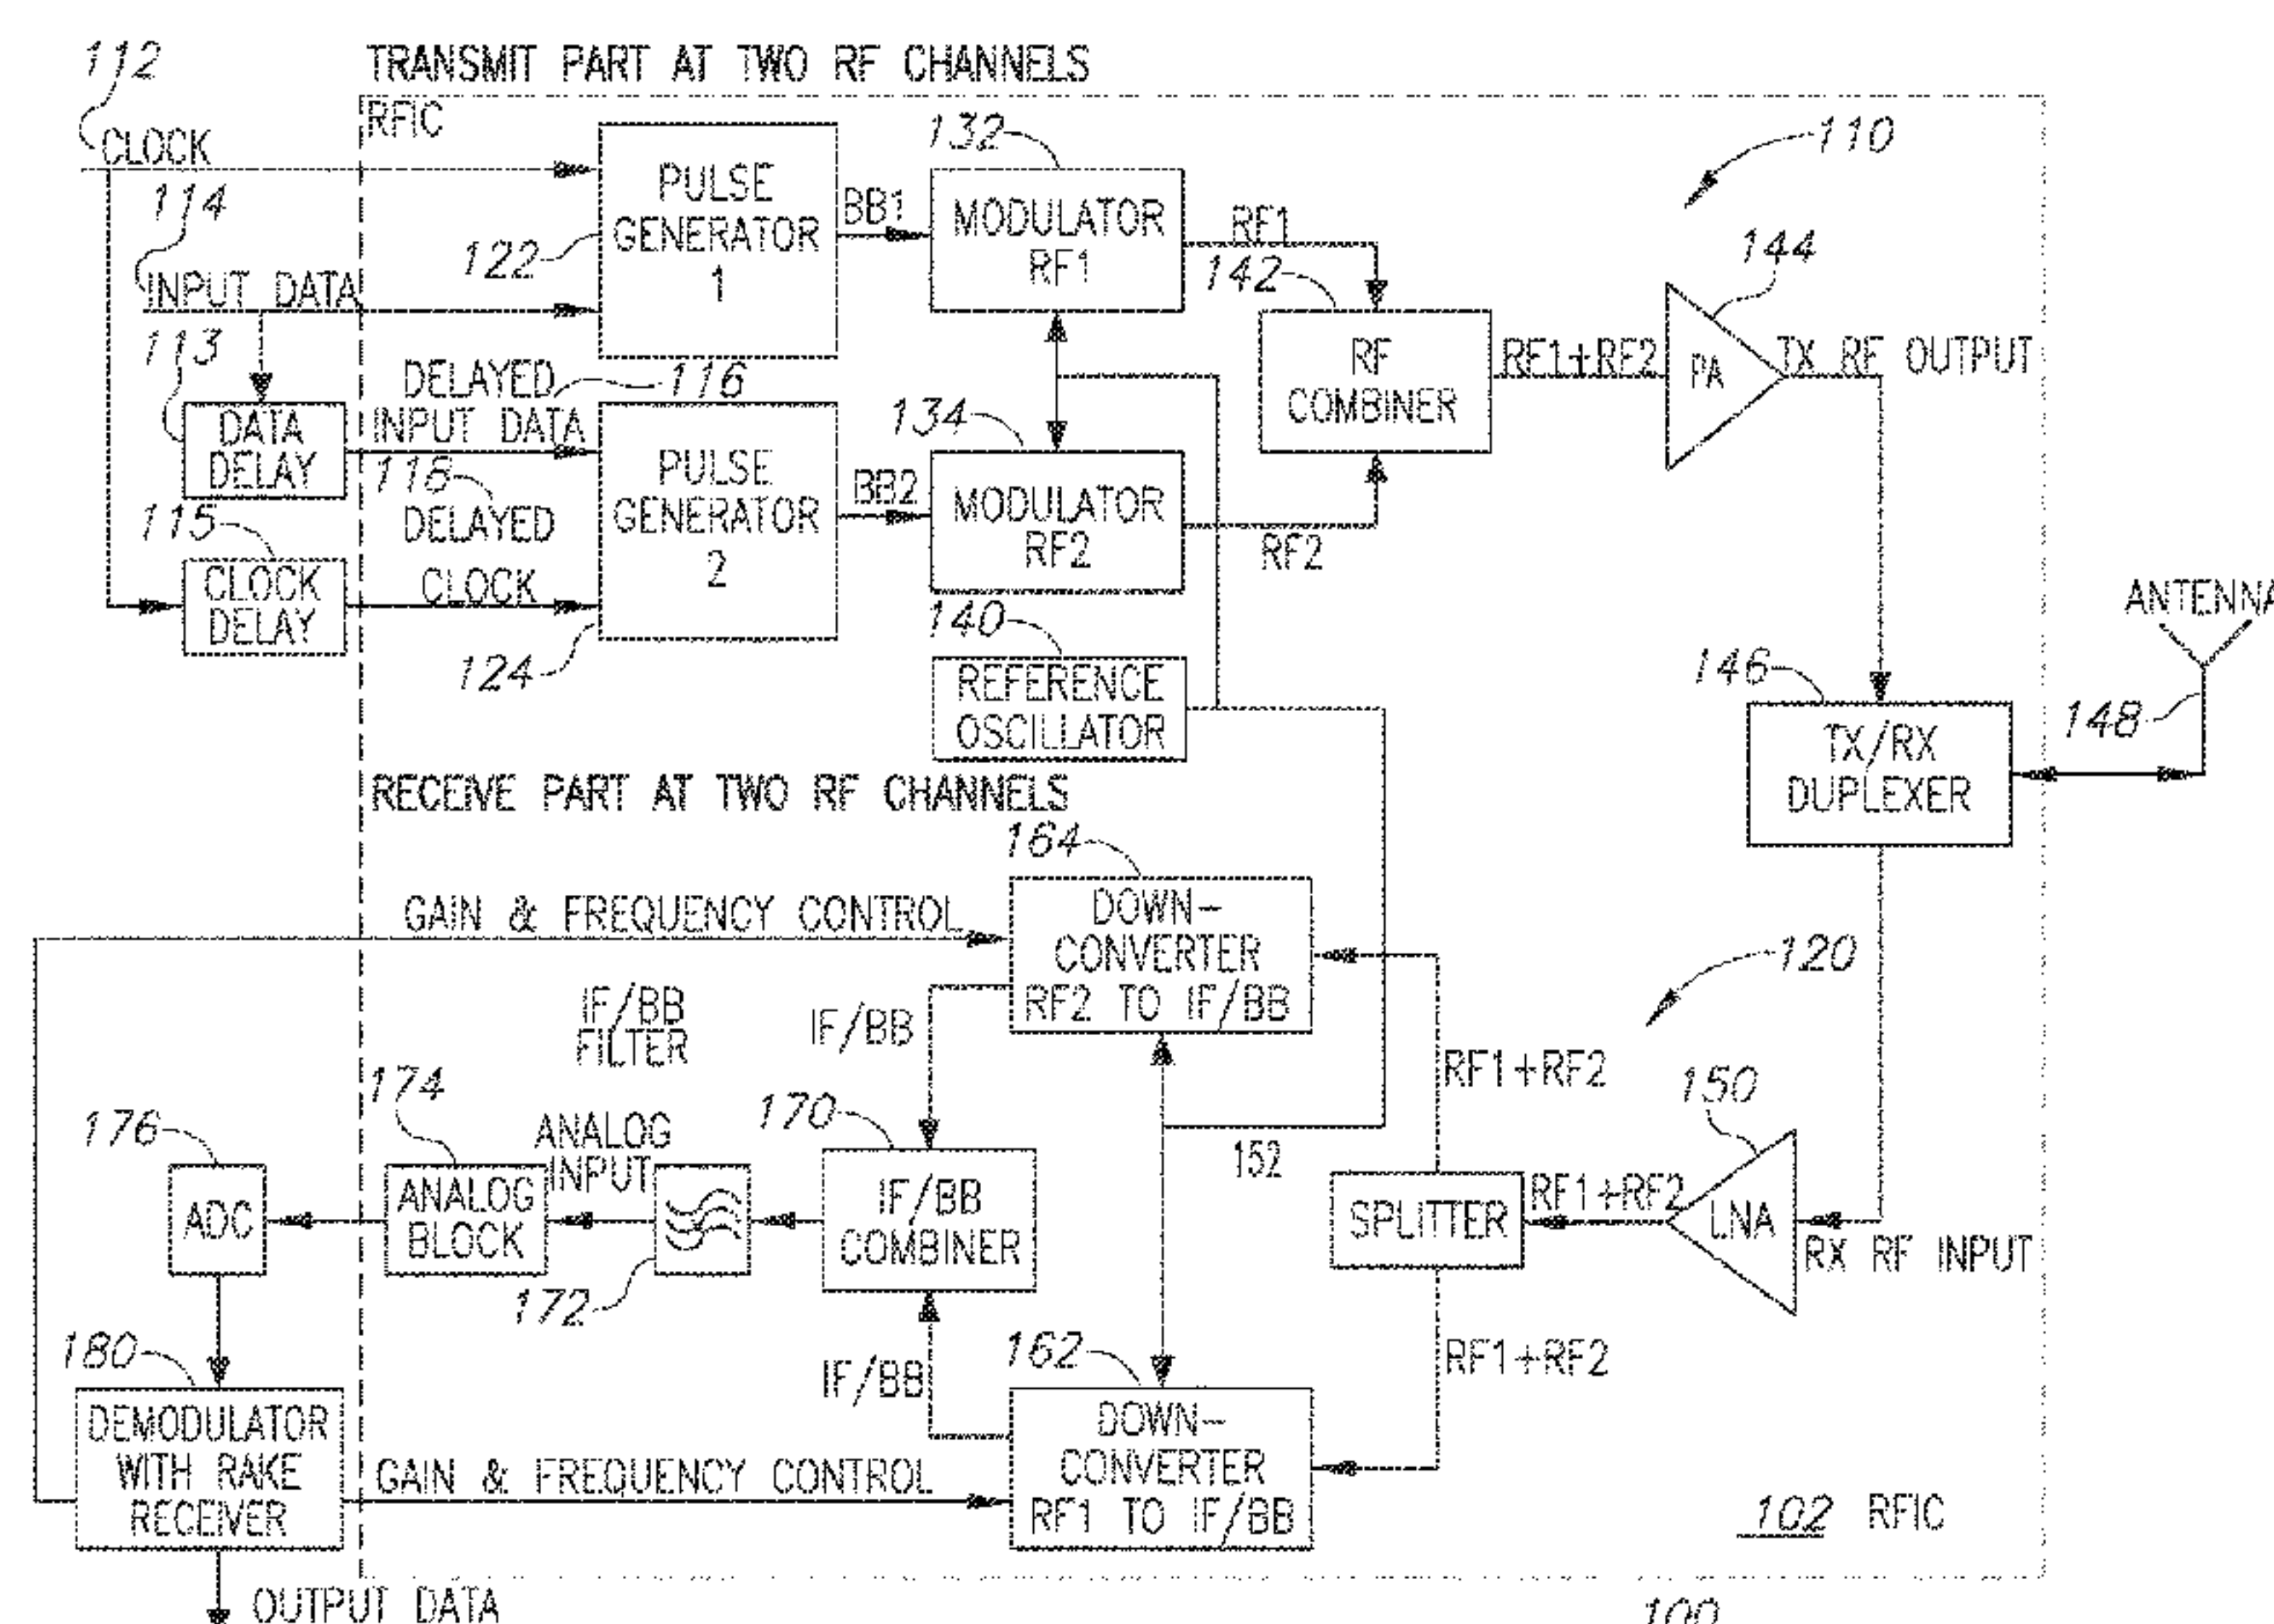 112
TRANSMIT PART AT TWO RF CHANNELS
RFIC
CLOCK
114
INPUT DATA
122
PULSE
GENERATOR
1
BB1
132
MODULATOR
RF1
RF1
142
RF
COMBINER
RF1+RF2
144
PA
TX RF OUTPUT
110
113
DATA
DELAY
DELAYED
116
INPUT DATA
118
DELAYED
115
CLOCK
DELAY
CLOCK
PULSE
GENERATOR
2
124
BB2
134
MODULATOR
RF2
RF2
140
REFERENCE
OSCILLATOR
146
TX/RX
DUPLEXER
ANTENNA
148
RECEIVE PART AT TWO RF CHANNELS
164
DOWN-
CONVERTER
RF2 TO IF/BB
GAIN & FREQUENCY CONTROL
120
IF/BB
FILTER
IF/BB
RF1+RF2
150
LNA
RX RF INPUT
RF1+RF2
SPLITTER
152
170
IF/BB
COMBINER
ANALOG
INPUT
172
174
ANALOG
BLOCK
176
ADC
180
DEMODULATOR
WITH RAKE
RECEIVER
GAIN & FREQUENCY CONTROL
IF/BB
162
DOWN-
CONVERTER
RF1 TO IF/BB
RF1+RF2
102 RFIC
OUTPUT DATA
100